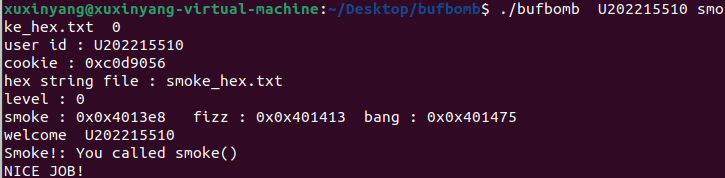 xuxinyang@xuxinyang-virtual-machine:~/Desktop/bufbomb$ ./bufbomb  U202215510 smo
ke_hex.txt  0
user id : U202215510
cookie : 0xc0d9056
hex string file : smoke_hex.txt
level : 0
smoke : 0x0x4013e8   fizz : 0x0x401413  bang : 0x0x401475
welcome  U202215510
Smoke!: You called smoke()
NICE JOB!